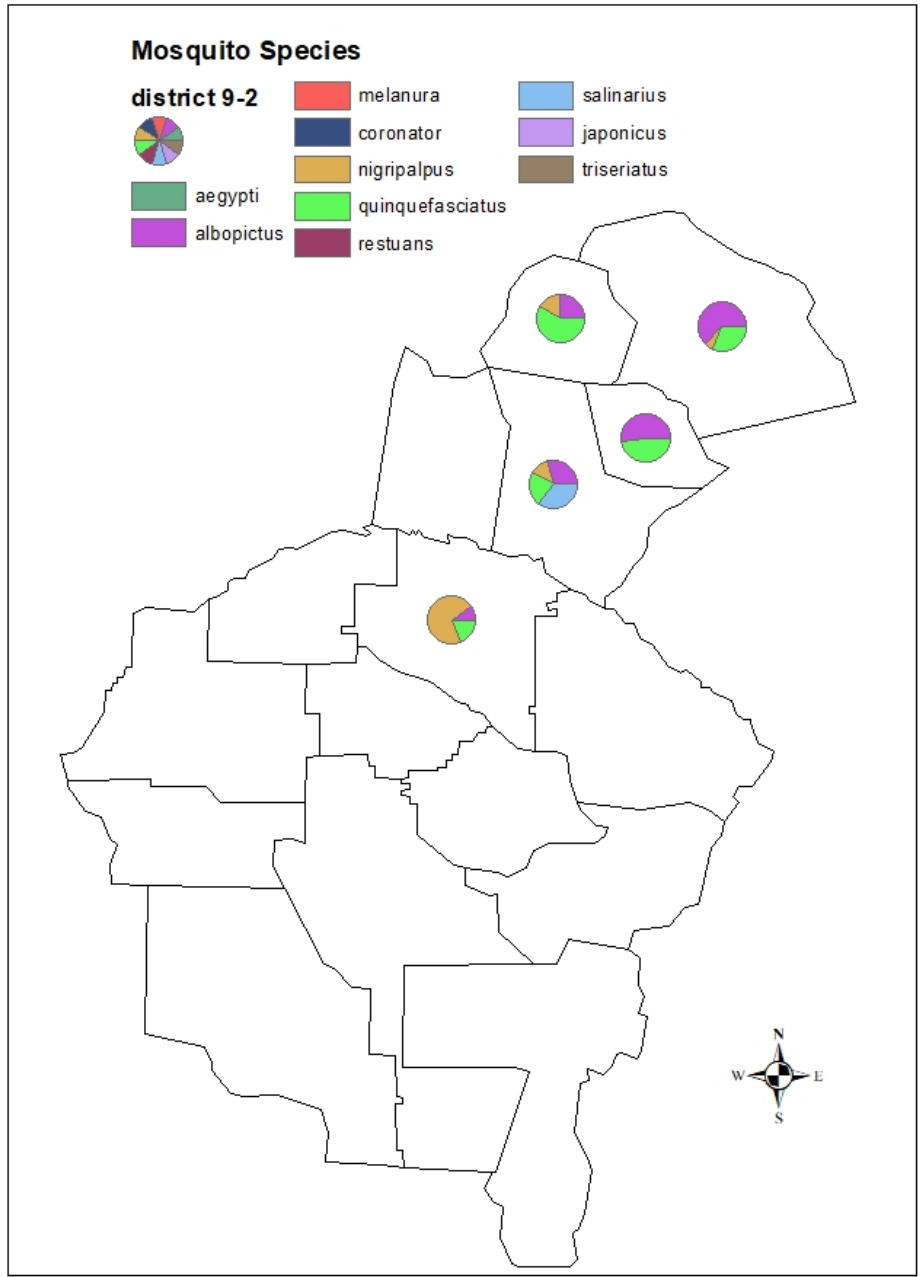 Mosquito Species
district 9-2
aegypti
albopictus
melanura
coronator
nigripalpus
quinquefasciatus
restuans
salinarius
japonicus
triseriatus
N
W E
S